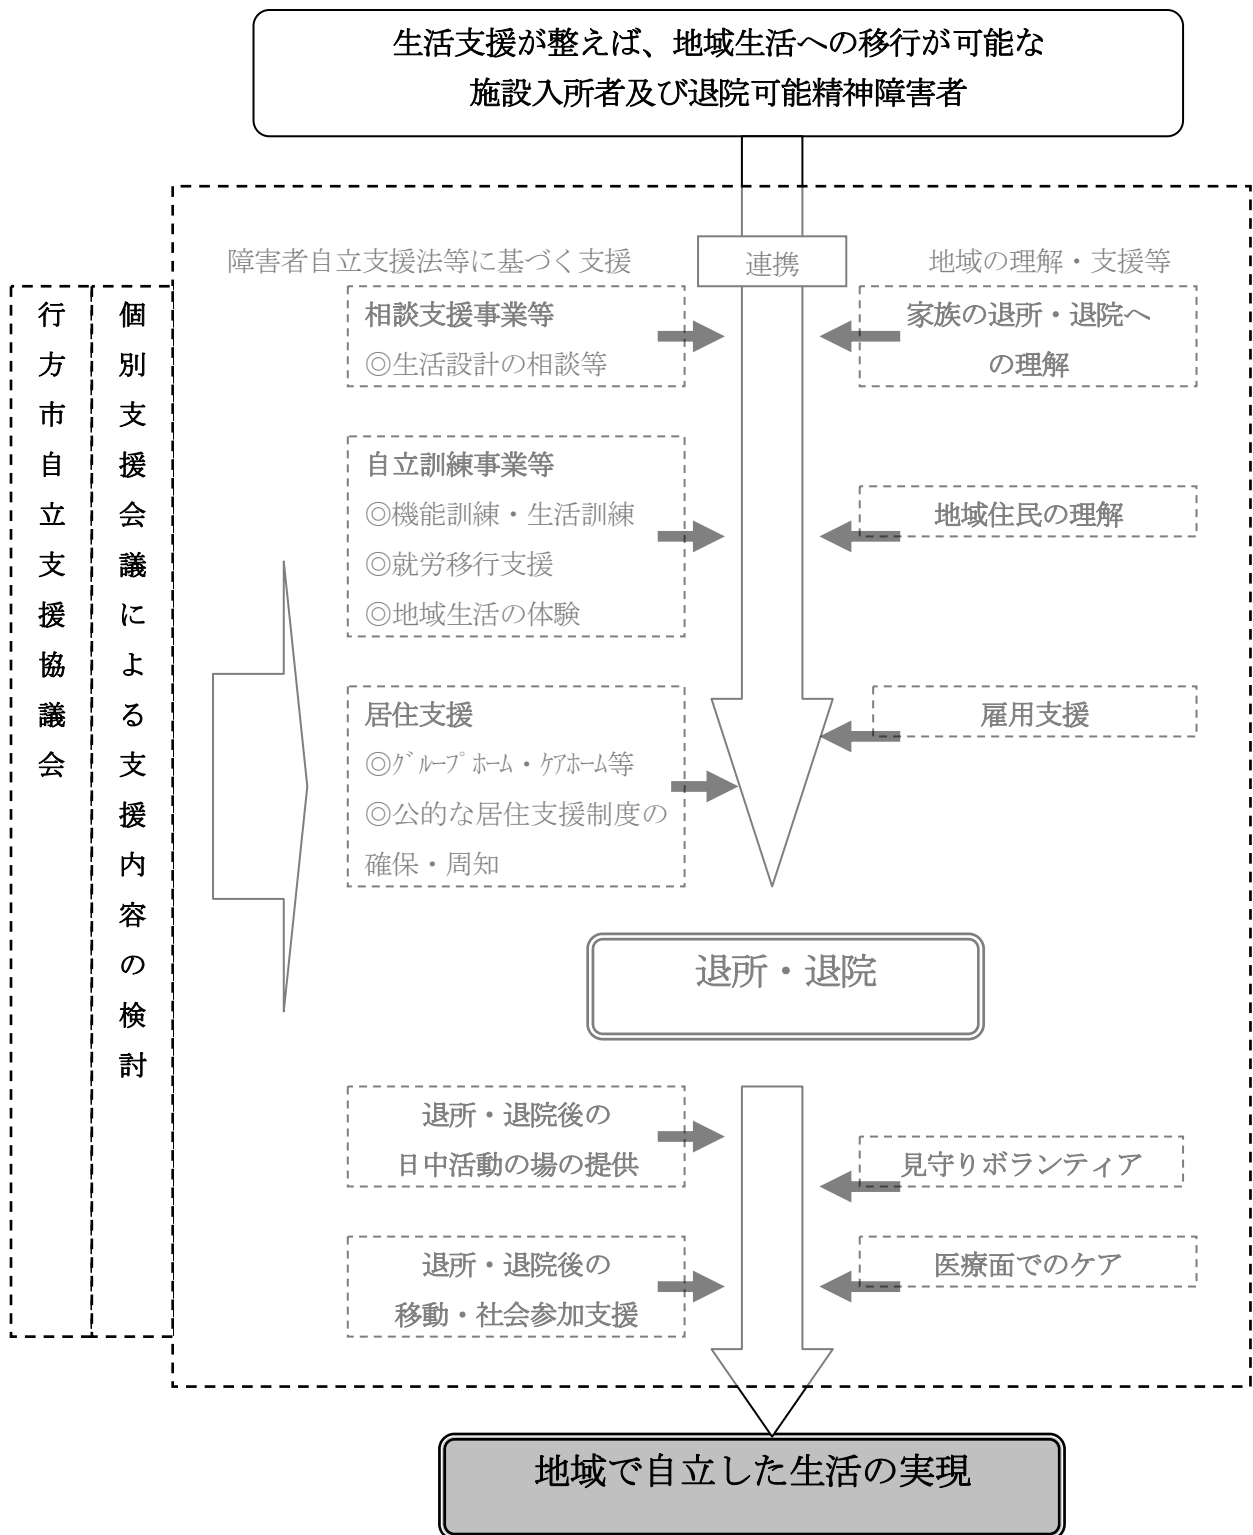 生活支援が整えば、地域生活への移行が可能な
施設入所者及び退院可能精神障害者
行方市自立支援協議会
個別支援会議による支援内容の検討
障害者自立支援法等に基づく支援
連携
地域の理解・支援等
相談支援事業等
◎生活設計の相談等
家族の退所・退院へ
の理解
自立訓練事業等
◎機能訓練・生活訓練
◎就労移行支援
◎地域生活の体験
地域住民の理解
居住支援
◎ｸﾞﾙｰﾌﾟﾎｰﾑ・ｹｱﾎｰﾑ等
◎公的な居住支援制度の
確保・周知
雇用支援
退所・退院
退所・退院後の
日中活動の場の提供
見守りボランティア
退所・退院後の
移動・社会参加支援
医療面でのケア
地域で自立した生活の実現